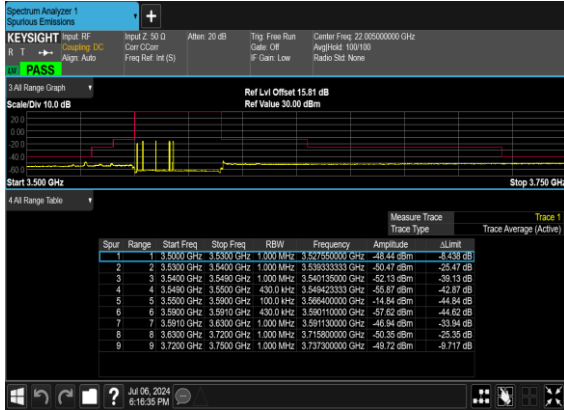 Spectrum Analyzer 1
Spurious Emissions
+
KEYSIGHT Input: RF Input Z: 50 Ω Atten: 20 dB Trig: Free Run Center Freq: 22.005000000 GHz
R T Coupling: DC Corr CCorr Gate: Off Avg|Hold: 100/100
Align: Auto Freq Ref: Int (S) IF Gain: Low Radio Std: None
LW PASS
3 All Range Graph
Ref Lvl Offset 15.81 dB
Scale/Div 10.0 dB Ref Value 30.00 dBm
20.0
0.00
-20.0
-40.0
-60.0
Start 3.500 GHz Stop 3.750 GHz
4 All Range Table
Measure Trace Trace 1
Trace Type Trace Average (Active)
Spur Range Start Freq Stop Freq RBW Frequency Amplitude ΔLimit
1 1 3.5000 GHz 3.5300 GHz 1.000 MHz 3.527550000 GHz -48.44 dBm -8.438 dB
2 2 3.5300 GHz 3.5400 GHz 1.000 MHz 3.539333333 GHz -50.47 dBm -25.47 dB
3 3 3.5400 GHz 3.5490 GHz 1.000 MHz 3.540135000 GHz -52.13 dBm -39.13 dB
4 4 3.5490 GHz 3.5500 GHz 430.0 kHz 3.549423333 GHz -55.87 dBm -42.87 dB
5 5 3.5500 GHz 3.5900 GHz 100.0 kHz 3.566400000 GHz -14.84 dBm -44.84 dB
6 6 3.5900 GHz 3.5910 GHz 430.0 kHz 3.590110000 GHz -57.62 dBm -44.62 dB
7 7 3.5910 GHz 3.6300 GHz 1.000 MHz 3.591130000 GHz -46.94 dBm -33.94 dB
8 8 3.6300 GHz 3.7200 GHz 1.000 MHz 3.715800000 GHz -50.35 dBm -25.35 dB
9 9 3.7200 GHz 3.7500 GHz 1.000 MHz 3.737300000 GHz -49.72 dBm -9.717 dB
? Jul 06, 2024
6:16:35 PM